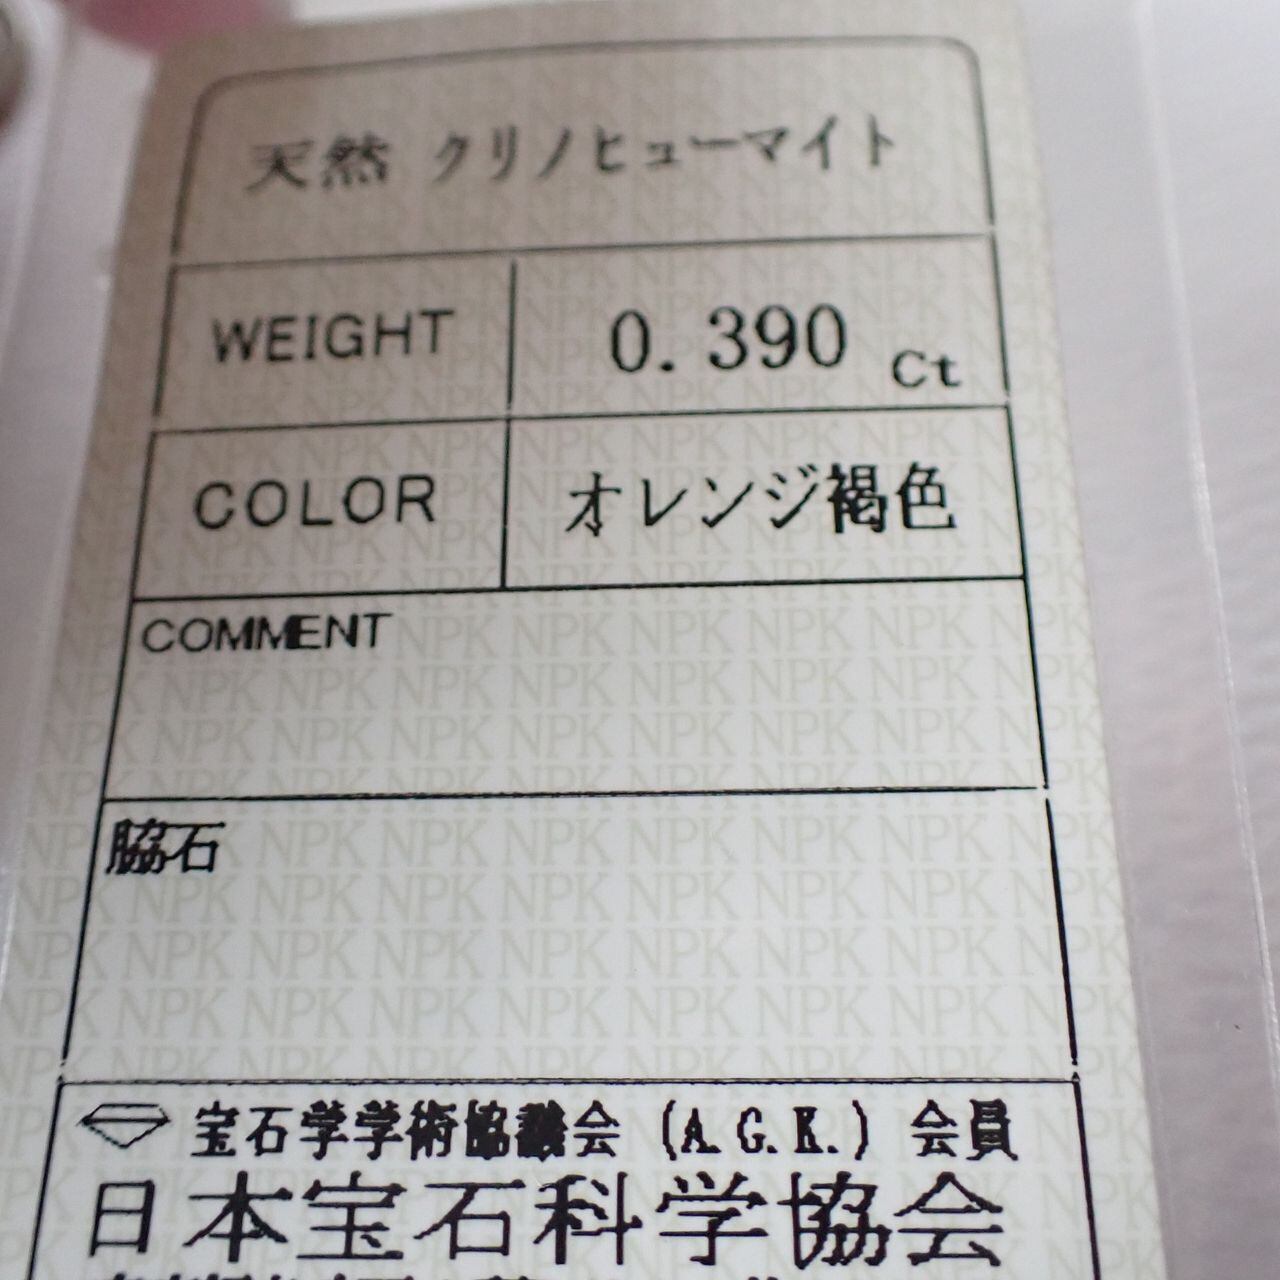 天然 クリノヒューマイト
WEIGHT 0.390 Ct
COLOR オレンジ褐色
COMMENT
脇石
宝石学学術協議会 (A.G.K.) 会員
日本宝石科学協会